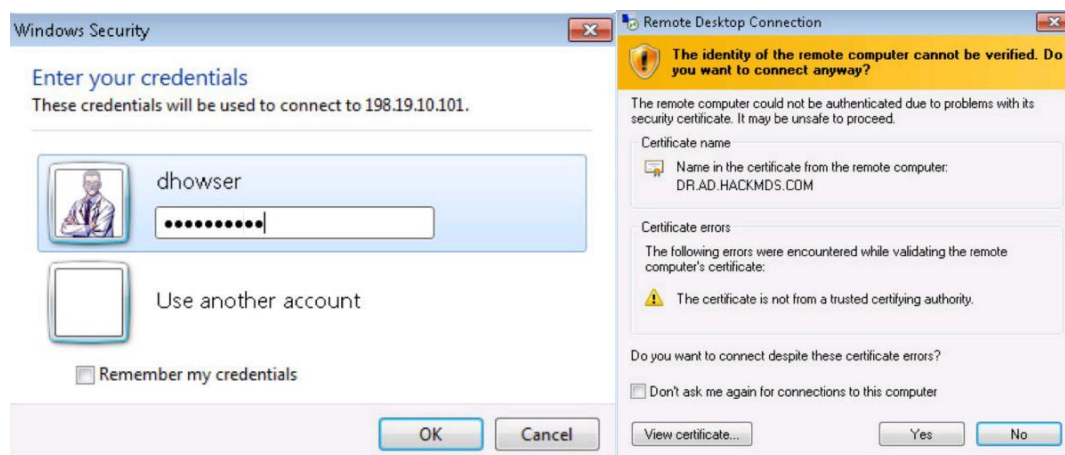 Windows Security
Enter your credentials
These credentials will be used to connect to 198.19.10.101.
dhowser
••••••••••
Use another account
Remember my credentials
OK
Cancel
Remote Desktop Connection
The identity of the remote computer cannot be verified. Do
you want to connect anyway?
The remote computer could not be authenticated due to problems with its
security certificate. It may be unsafe to proceed.
Certificate name
Name in the certificate from the remote computer:
DR.AD.HACKMDS.COM
Certificate errors
The following errors were encountered while validating the remote
computer's certificate:
The certificate is not from a trusted certifying authority.
Do you want to connect despite these certificate errors?
Don't ask me again for connections to this computer
View certificate...
Yes
No